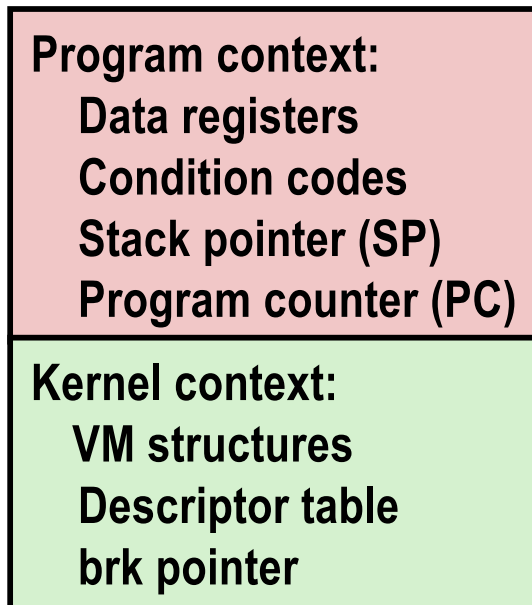 Program context:
Data registers
Condition codes
Stack pointer (SP)
Program counter (PC)
Kernel context:
VM structures
Descriptor table
brk pointer